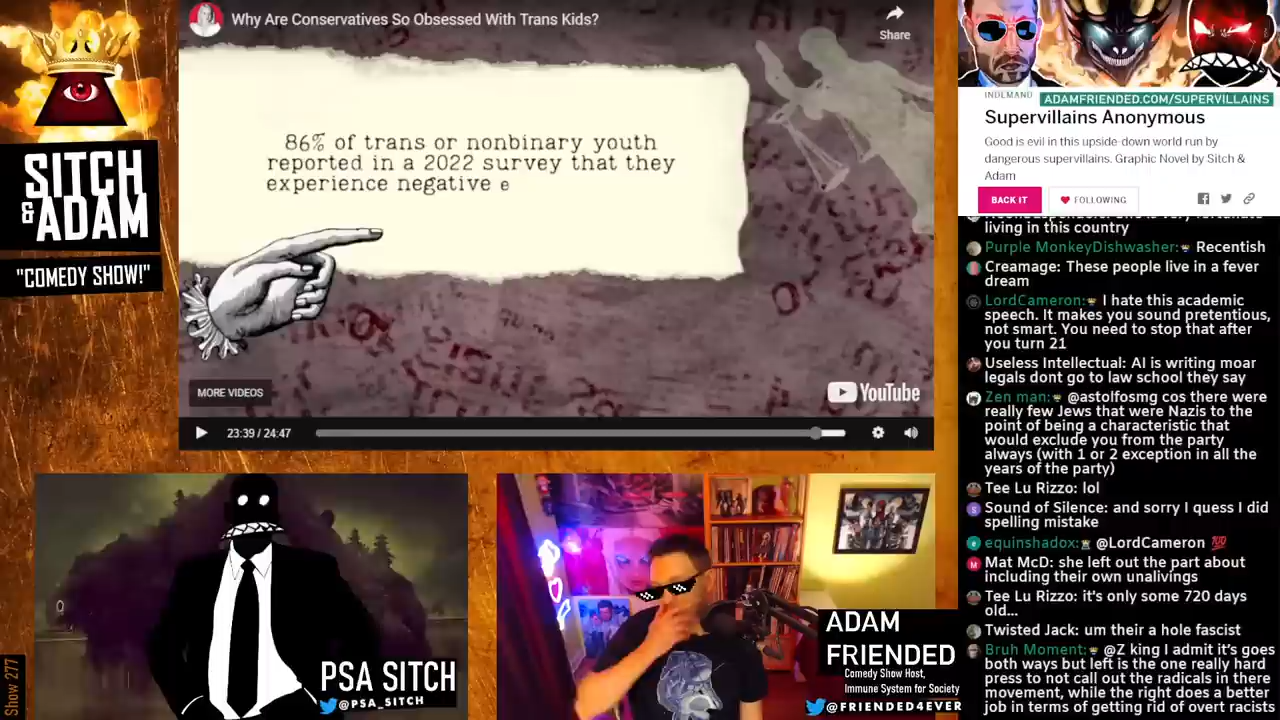 Why Are Conservatives So Obsessed With Trans Kids?
Share
86% of trans or nonbinary youth
reported in a 2022 survey that they
experience negative e
MORE VIDEOS
YouTube
23:39 / 24:47
SITCH
& ADAM
"COMEDY SHOW!"
Show 277
PSA SITCH
@PSA_SITCH
ADAM
FRIENDED
Comedy Show Host,
Immune System for Society
@FRIENDED4EVER
INDEMAND
ADAMFRIENDED.COM/SUPERVILLAINS
Supervillains Anonymous
Good is evil in this upside-down world run by
dangerous supervillains. Graphic Novel by Sitch &
Adam
BACK IT
FOLLOWING
living in this country
Purple MonkeyDishwasher: Recentish
Creamage: These people live in a fever
dream
LordCameron: I hate this academic
speech. It makes you sound pretentious,
not smart. You need to stop that after
you turn 21
Useless Intellectual: AI is writing moar
legals dont go to law school they say
Zen man: @astolfosmg cos there were
really few Jews that were Nazis to the
point of being a characteristic that
would exclude you from the party
always (with 1 or 2 exception in all the
years of the party)
Tee Lu Rizzo: lol
Sound of Silence: and sorry I quess I did
spelling mistake
equinshadox: @LordCameron 💯
Mat McD: she left out the part about
including their own unalivings
Tee Lu Rizzo: it's only some 720 days
old...
Twisted Jack: um their a hole fascist
Bruh Moment: @Z king I admit it's goes
both ways but left is the one really hard
press to not call out the radicals in there
movement, while the right does a better
job in terms of getting rid of overt racists